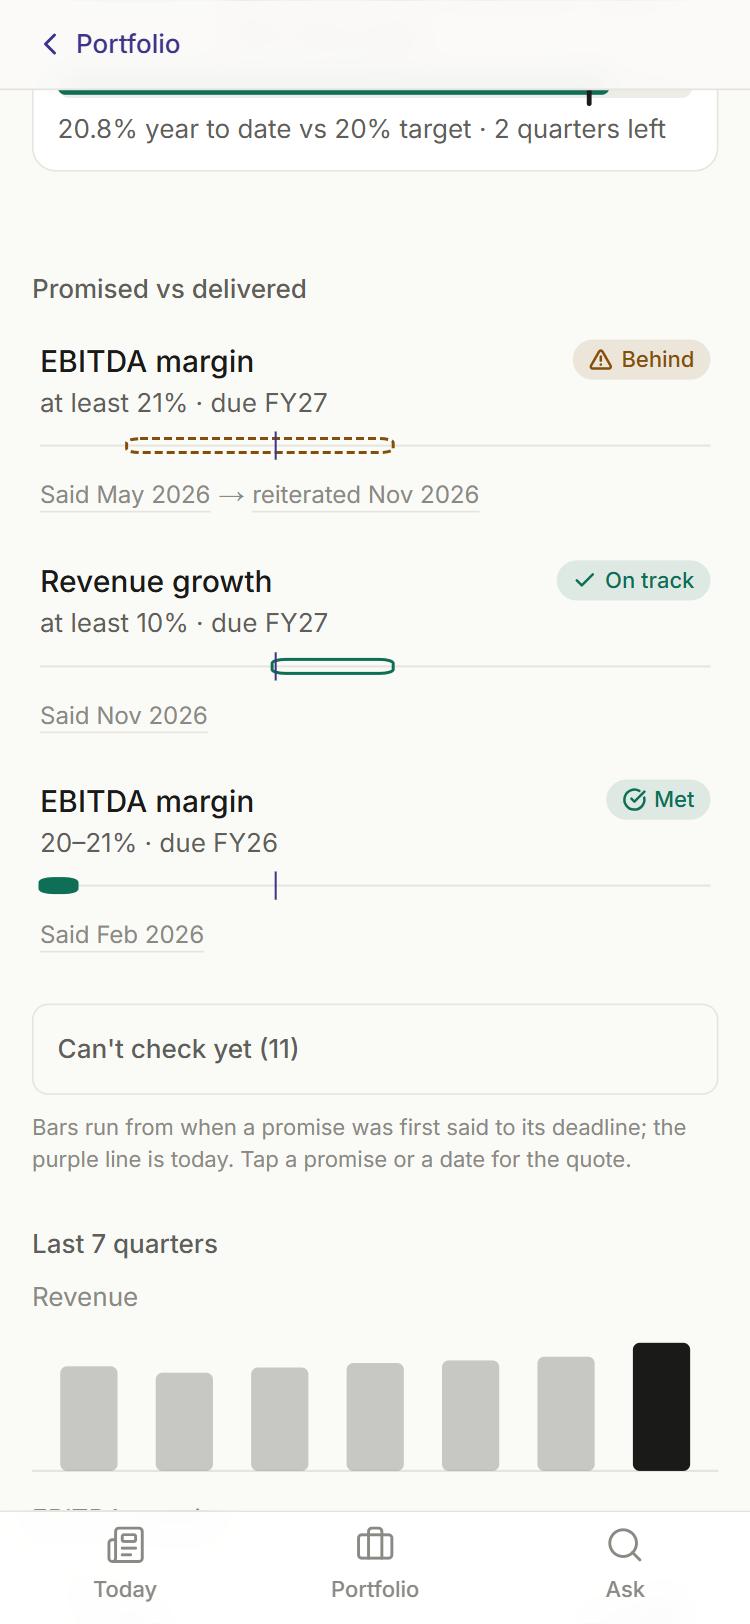 Portfolio
20.8% year to date vs 20% target · 2 quarters left
Promised vs delivered
EBITDA margin
Behind
at least 21% · due FY27
Said May 2026 → reiterated Nov 2026
Revenue growth
On track
at least 10% · due FY27
Said Nov 2026
EBITDA margin
Met
20–21% · due FY26
Said Feb 2026
Can't check yet (11)
Bars run from when a promise was first said to its deadline; the
purple line is today. Tap a promise or a date for the quote.
Last 7 quarters
Revenue
Today
Portfolio
Ask